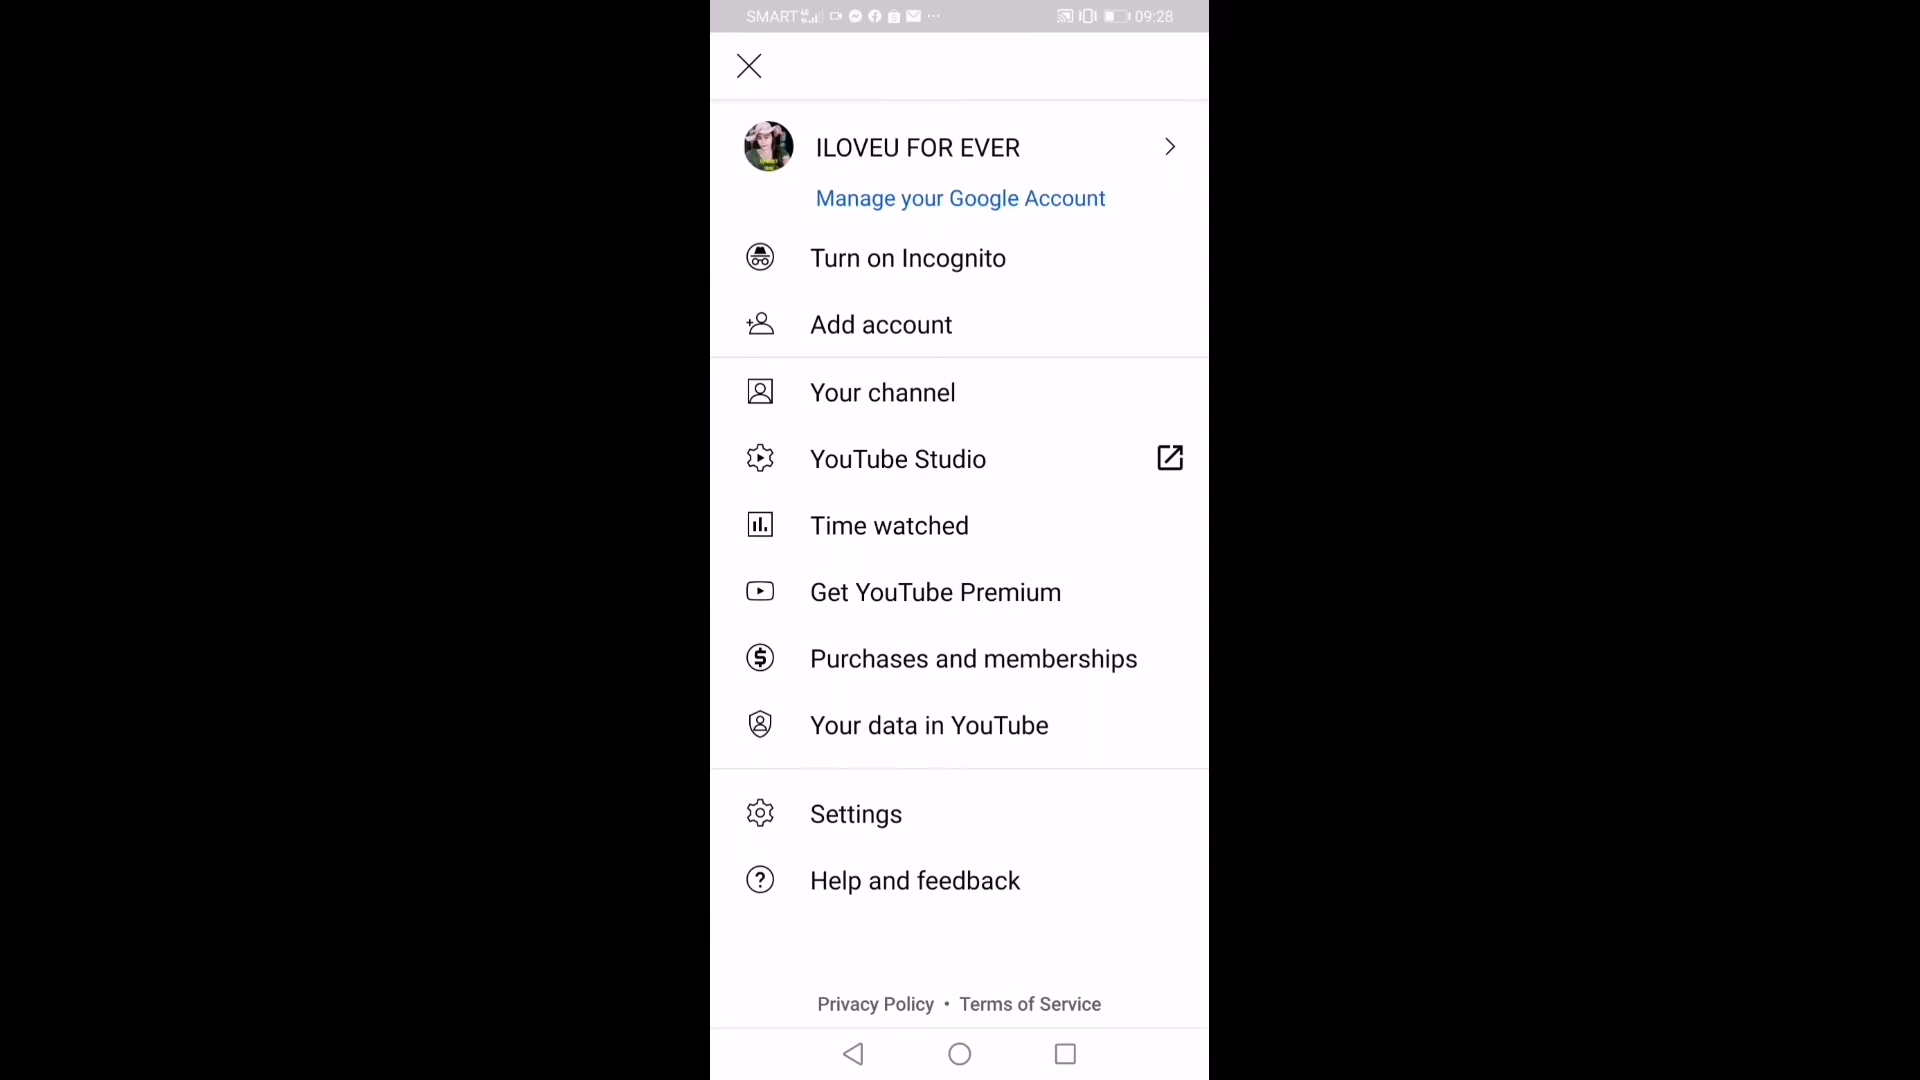 SMART 09:28
ILOVEU FOR EVER
Manage your Google Account
Turn on Incognito
Add account
Your channel
YouTube Studio
Time watched
Get YouTube Premium
Purchases and memberships
Your data in YouTube
Settings
Help and feedback
Privacy Policy • Terms of Service